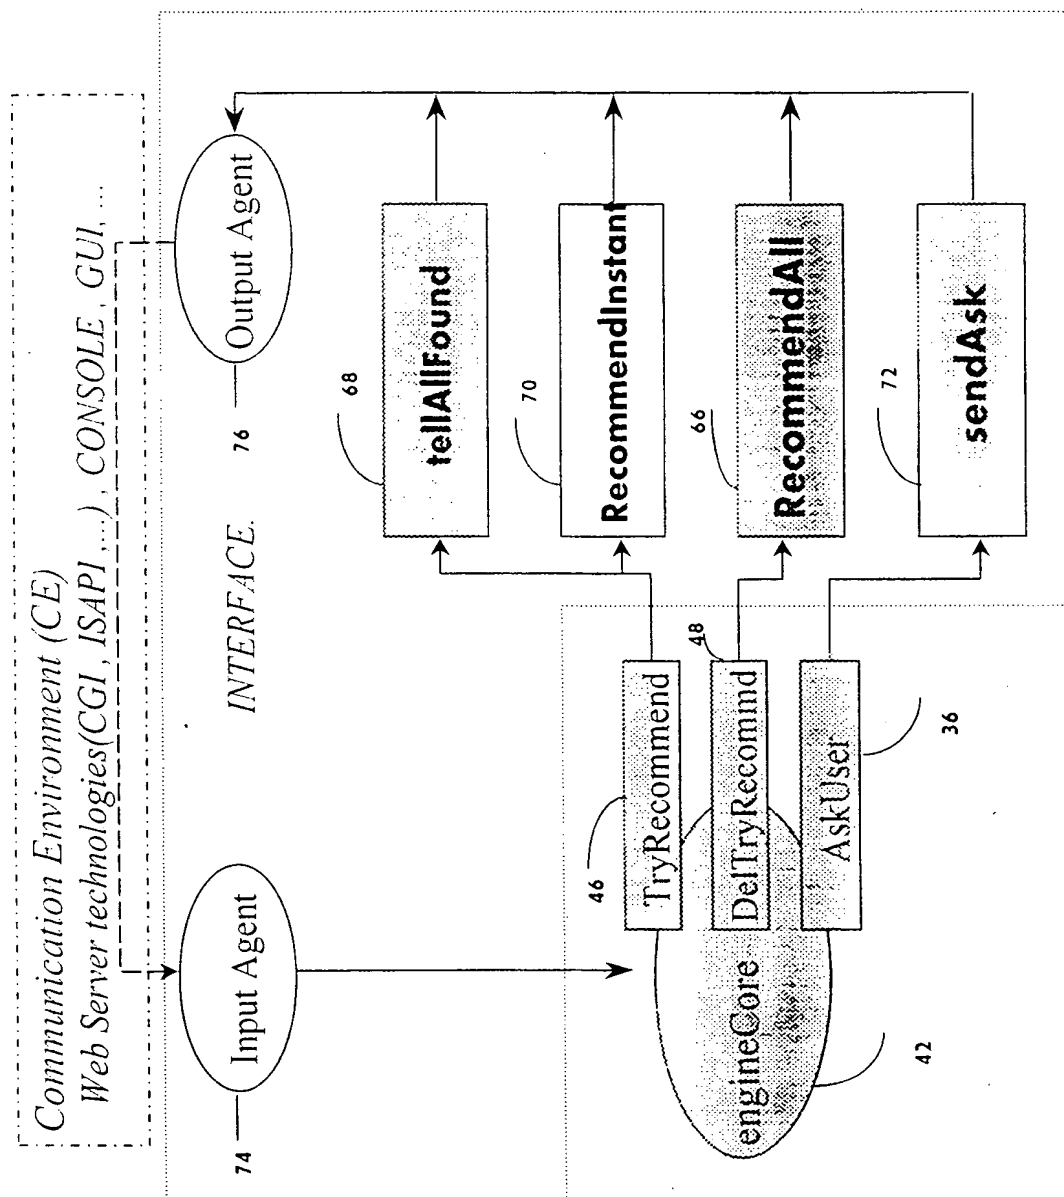 Communication Environment (CE)
Web Server technologies(CGI, ISAPI ,...) , CONSOLE , GUI, ...
74
Input Agent
INTERFACE.
76
Output Agent
68
tellAllFound
70
RecommendInstant
66
RecommendAll
72
sendAsk
46
TryRecommend
48
DelTryRecommd
AskUser
36
engineCore
42